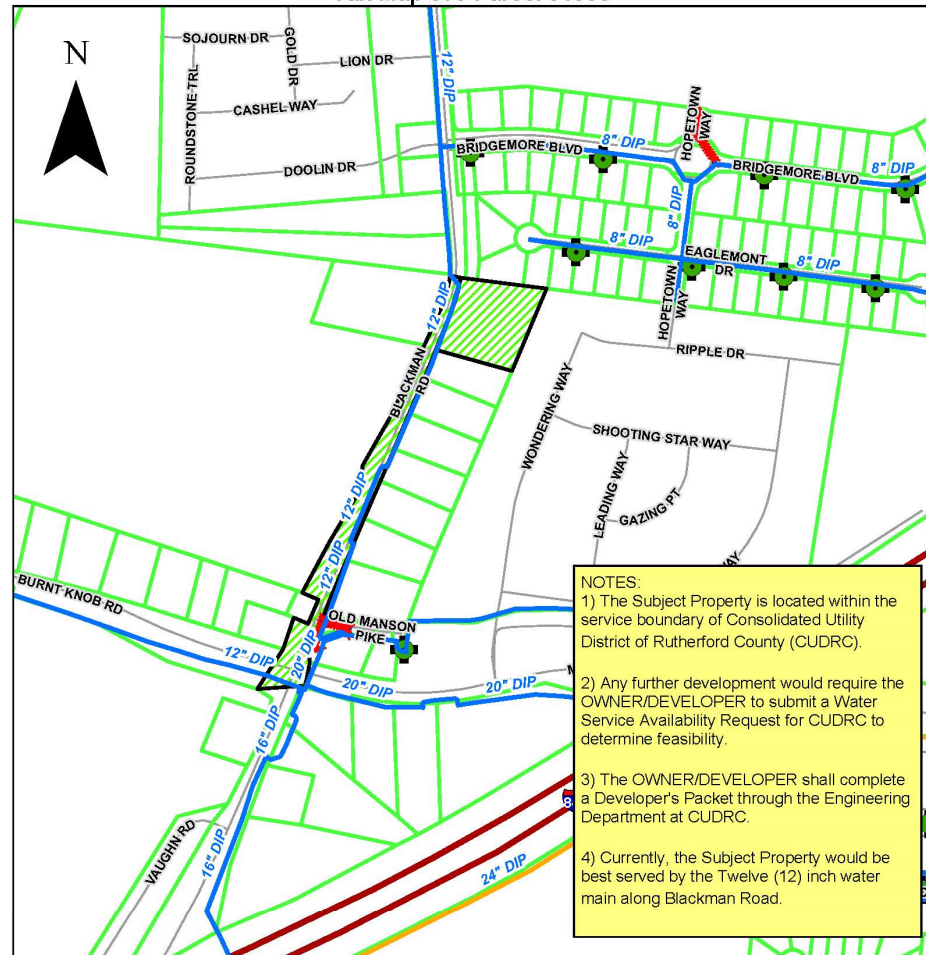 N
SOJOURN DR
GOLD DR
LION DR
ROUNDSTONE TRL
CASHEL WAY
DOOLIN DR
12" DIP
BRIDGEMORE BLVD
8" DIP
HOPETOWN
WAY
BRIDGEMORE BLVD
8" DIP
8" DIP
8" DIP
EAGLEMONT
DR
8" DIP
HOPETOWN
WAY
12" DIP
BLACKMAN
RD
RIPPLE DR
WONDERING WAY
SHOOTING STAR WAY
LEADING WAY
GAZING PT
12" DIP
12" DIP
BURNT KNOB RD
OLD MANSON
PIKE
12" DIP
20" DIP
20" DIP
20" DIP
16" DIP
VAUGHN RD
16" DIP
24" DIP
NOTES:
1) The Subject Property is located within the
service boundary of Consolidated Utility
District of Rutherford County (CUDRC).
2) Any further development would require the
OWNER/DEVELOPER to submit a Water
Service Availability Request for CUDRC to
determine feasibility.
3) The OWNER/DEVELOPER shall complete
a Developer's Packet through the Engineering
Department at CUDRC.
4) Currently, the Subject Property would be
best served by the Twelve (12) inch water
main along Blackman Road.